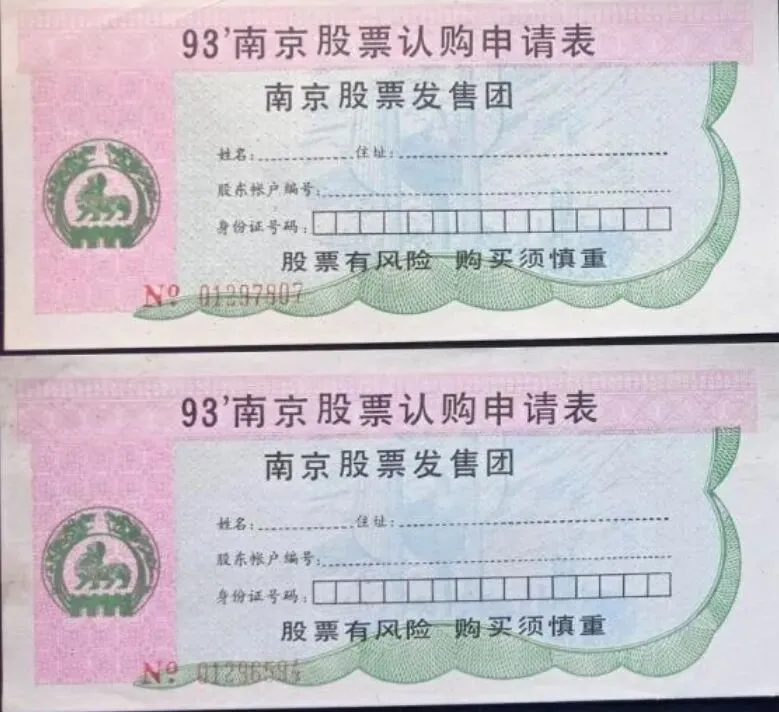 93'南京股票认购申请表
南京股票发售团
姓名: 住址:
股东帐户编号:
身份证号码:
股票有风险 购买须慎重
Nº 01297807
93'南京股票认购申请表
南京股票发售团
姓名: 住址:
股东帐户编号:
身份证号码:
股票有风险 购买须慎重
Nº